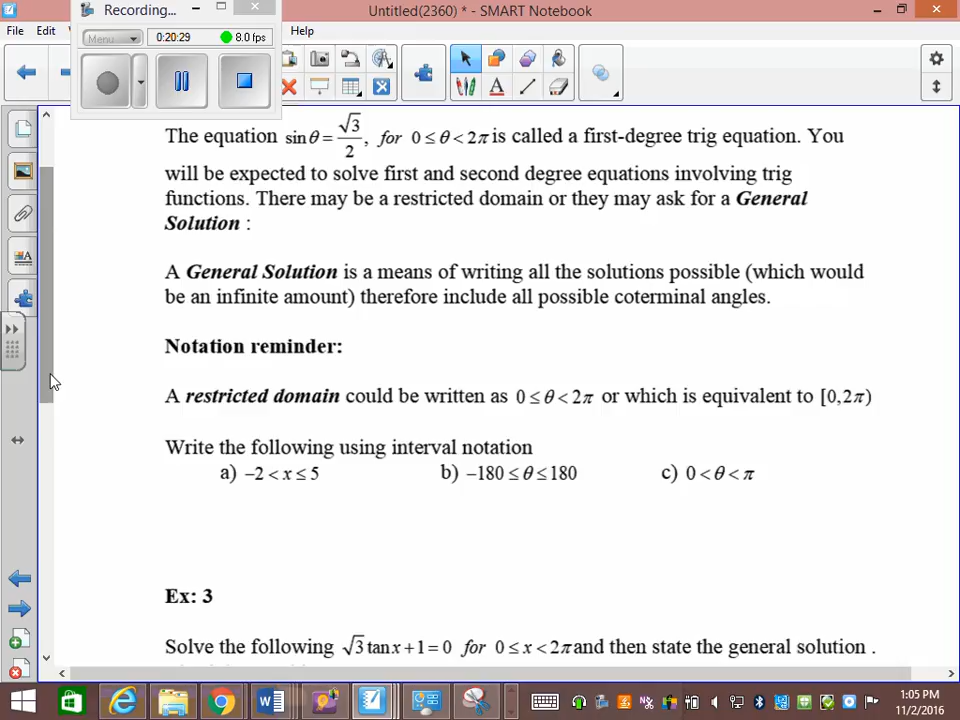 Recording...
Untitled(2360) * - SMART Notebook
File Edit Help
Menu 0:20:29 8.0 fps
The equation sin θ = √3/2, for 0 ≤ θ < 2π is called a first-degree trig equation. You
will be expected to solve first and second degree equations involving trig
functions. There may be a restricted domain or they may ask for a General
Solution :
A General Solution is a means of writing all the solutions possible (which would
be an infinite amount) therefore include all possible coterminal angles.
Notation reminder:
A restricted domain could be written as 0 ≤ θ < 2π or which is equivalent to [0,2π)
Write the following using interval notation
a) −2 < x ≤ 5 b) −180 ≤ θ ≤ 180 c) 0 < θ < π
Ex: 3
Solve the following √3 tan x + 1 = 0 for 0 ≤ x < 2π and then state the general solution .
1:05 PM
11/2/2016